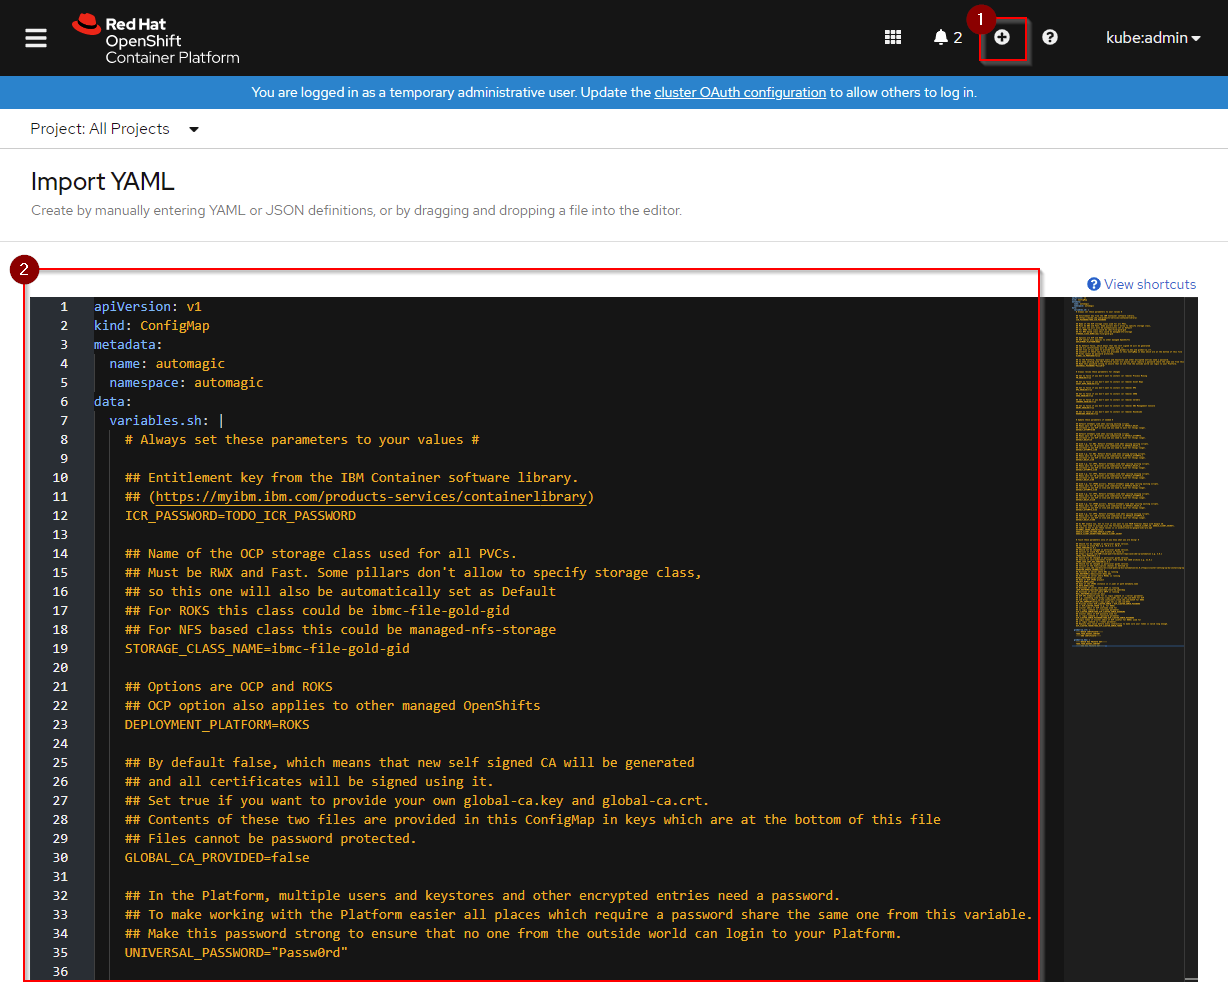 Red Hat
OpenShift
Container Platform
2
1
kube:admin
You are logged in as a temporary administrative user. Update the cluster OAuth configuration to allow others to log in.
Project: All Projects
Import YAML
Create by manually entering YAML or JSON definitions, or by dragging and dropping a file into the editor.
2
View shortcuts
1 apiVersion: v1
2 kind: ConfigMap
3 metadata:
4 name: automagic
5 namespace: automagic
6 data:
7 variables.sh: |
8 # Always set these parameters to your values #
9
10 ## Entitlement key from the IBM Container software library.
11 ## (https://myibm.ibm.com/products-services/containerlibrary)
12 ICR_PASSWORD=TODO_ICR_PASSWORD
13
14 ## Name of the OCP storage class used for all PVCs.
15 ## Must be RWX and Fast. Some pillars don't allow to specify storage class,
16 ## so this one will also be automatically set as Default
17 ## For ROKS this class could be ibmc-file-gold-gid
18 ## For NFS based class this could be managed-nfs-storage
19 STORAGE_CLASS_NAME=ibmc-file-gold-gid
20
21 ## Options are OCP and ROKS
22 ## OCP option also applies to other managed OpenShifts
23 DEPLOYMENT_PLATFORM=ROKS
24
25 ## By default false, which means that new self signed CA will be generated
26 ## and all certificates will be signed using it.
27 ## Set true if you want to provide your own global-ca.key and global-ca.crt.
28 ## Contents of these two files are provided in this ConfigMap in keys which are at the bottom of this file
29 ## Files cannot be password protected.
30 GLOBAL_CA_PROVIDED=false
31
32 ## In the Platform, multiple users and keystores and other encrypted entries need a password.
33 ## To make working with the Platform easier all places which require a password share the same one from this variable.
34 ## Make this password strong to ensure that no one from the outside world can login to your Platform.
35 UNIVERSAL_PASSWORD="Passw0rd"
36